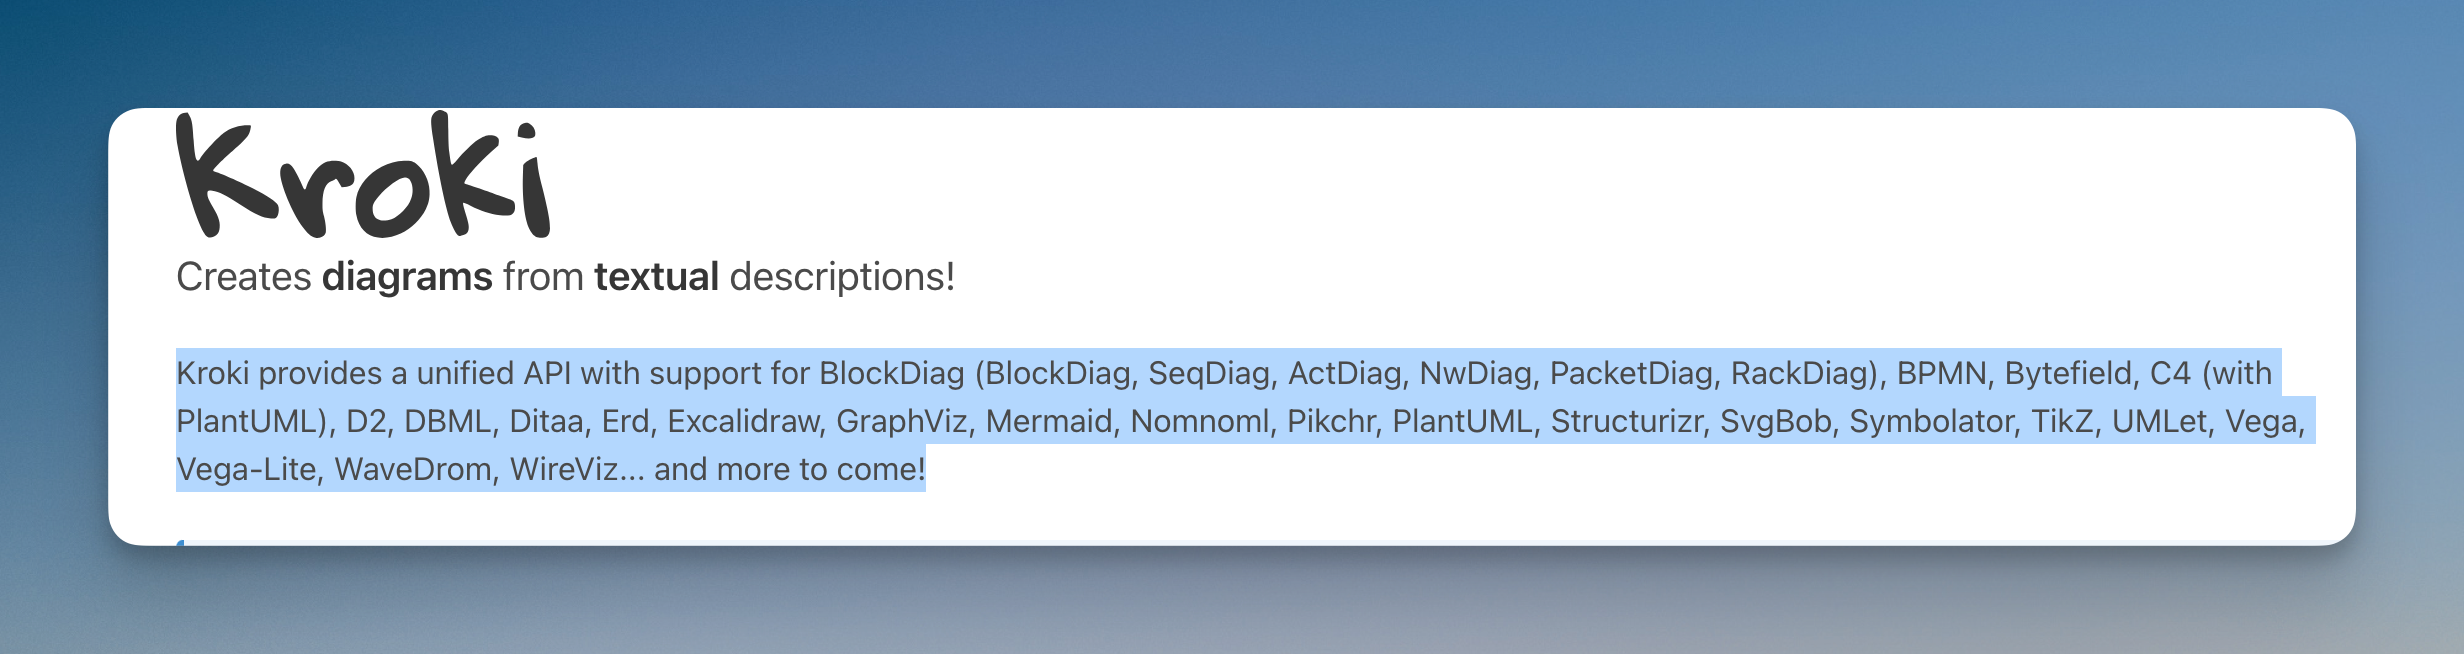 Kroki
Creates diagrams from textual descriptions!
Kroki provides a unified API with support for BlockDiag (BlockDiag, SeqDiag, ActDiag, NwDiag, PacketDiag, RackDiag), BPMN, Bytefield, C4 (with
PlantUML), D2, DBML, Ditaa, Erd, Excalidraw, GraphViz, Mermaid, Nomnoml, Pikchr, PlantUML, Structurizr, SvgBob, Symbolator, TikZ, UMLet, Vega,
Vega-Lite, WaveDrom, WireViz... and more to come!